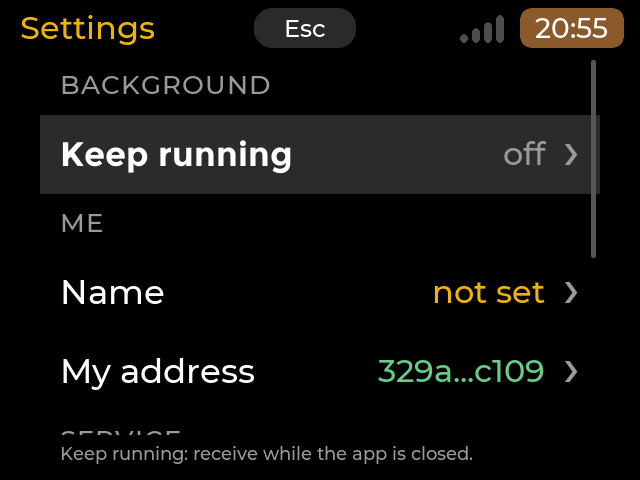 Settings
Esc
20:55
BACKGROUND
Keep running off
ME
Name not set
My address 329a...c109
SERVICE
Keep running: receive while the app is closed.